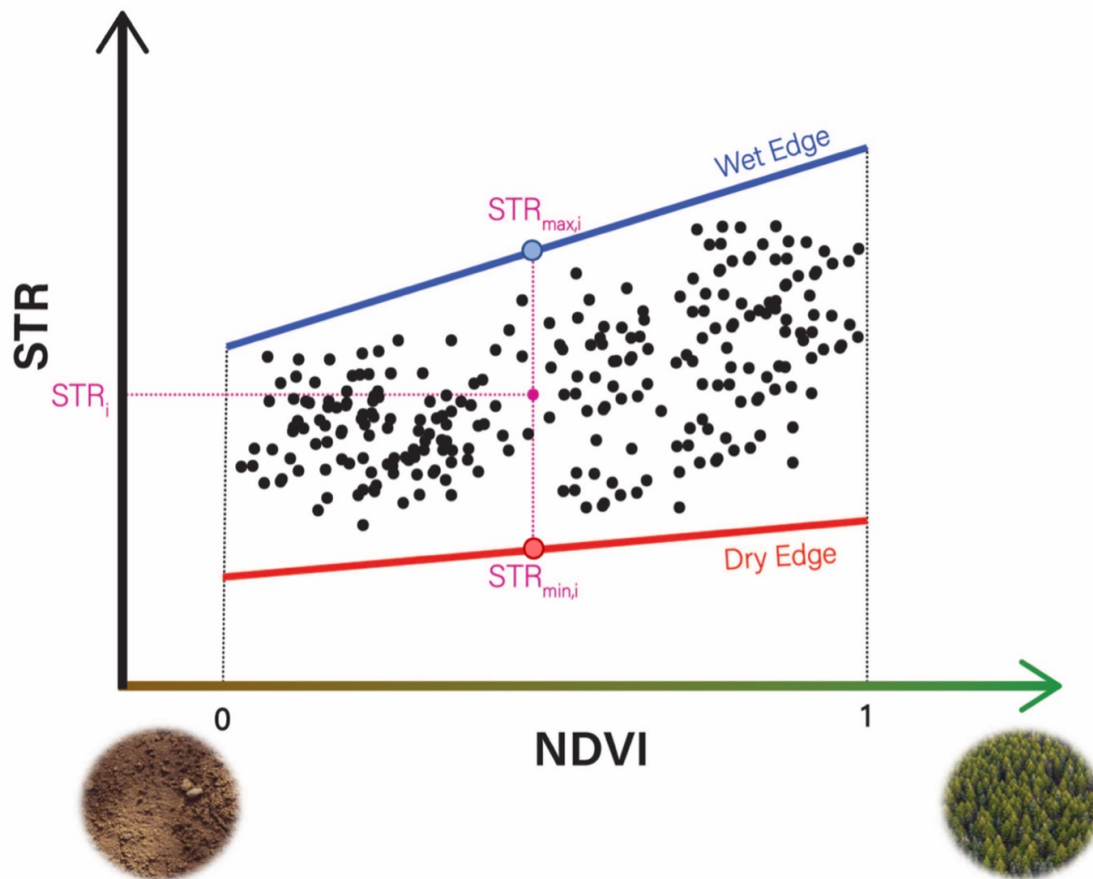 Wet Edge
STRmax,i
STR
STRi
Dry Edge
STRmin,i
0
1
NDVI